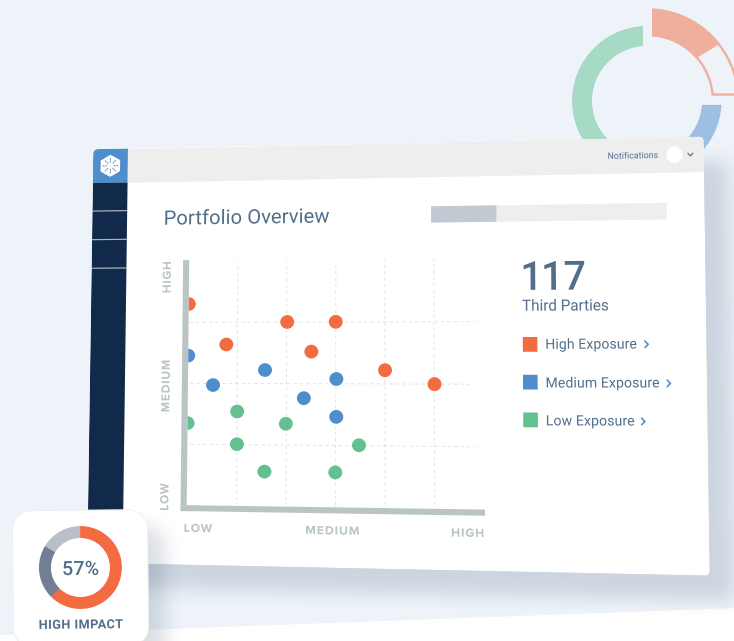 Notifications
Portfolio Overview
117
Third Parties
High Exposure
Medium Exposure
Low Exposure
HIGH
MEDIUM
LOW
LOW
MEDIUM
HIGH
57%
HIGH IMPACT